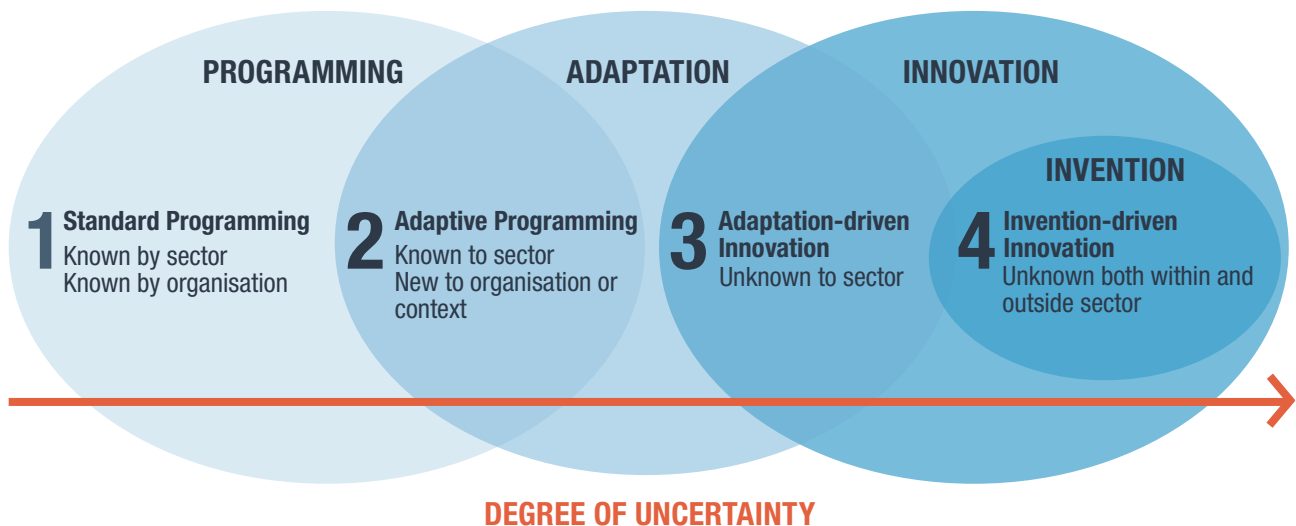 PROGRAMMING
ADAPTATION
INNOVATION
INVENTION
1
Standard Programming
Known by sector
Known by organisation
2
Adaptive Programming
Known to sector
New to organisation or
context
3
Adaptation-driven
Innovation
Unknown to sector
4
Invention-driven
Innovation
Unknown both within and
outside sector
DEGREE OF UNCERTAINTY